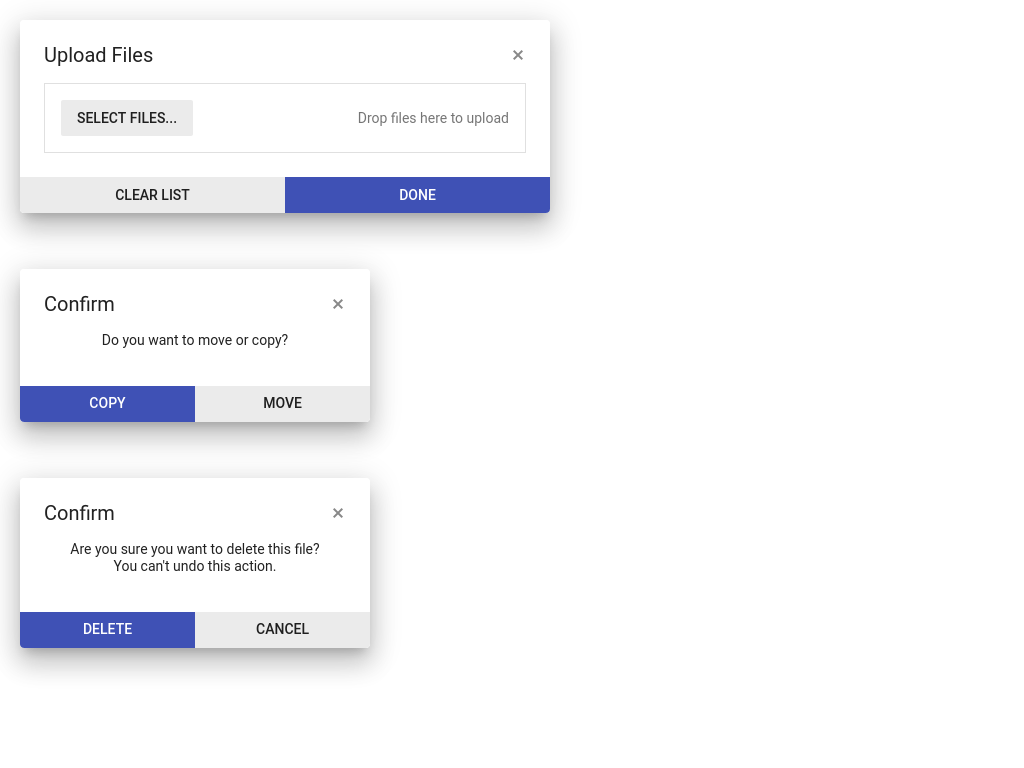 Upload Files
SELECT FILES...
Drop files here to upload
CLEAR LIST
DONE
Confirm
Do you want to move or copy?
COPY
MOVE
Confirm
Are you sure you want to delete this file?
You can't undo this action.
DELETE
CANCEL